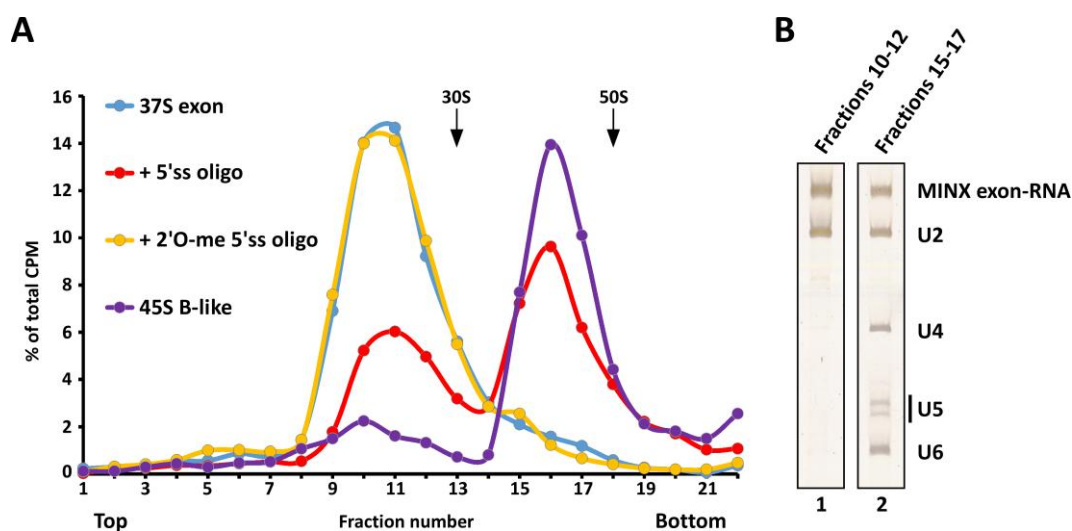 A
16
14
12
10
8
6
4
2
0
% of total CPM
37S exon
+ 5'ss oligo
+ 2'O-me 5'ss oligo
45S B-like
30S
50S
1 3 5 7 9 11 13 15 17 19 21
Top Fraction number Bottom
B
Fractions 10-12
Fractions 15-17
MINX exon-RNA
U2
U4
U5
U6
1 2